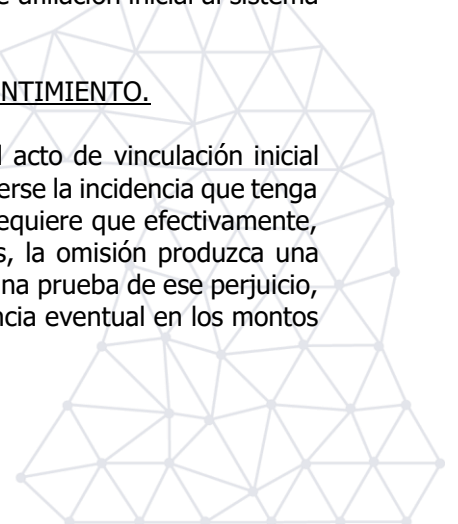 afiliación inicial al sistema
NTIMIENTO.
acto de vinculación inicial
erse la incidencia que tenga
equiere que efectivamente,
s, la omisión produzca una
na prueba de ese perjuicio,
ncia eventual en los montos